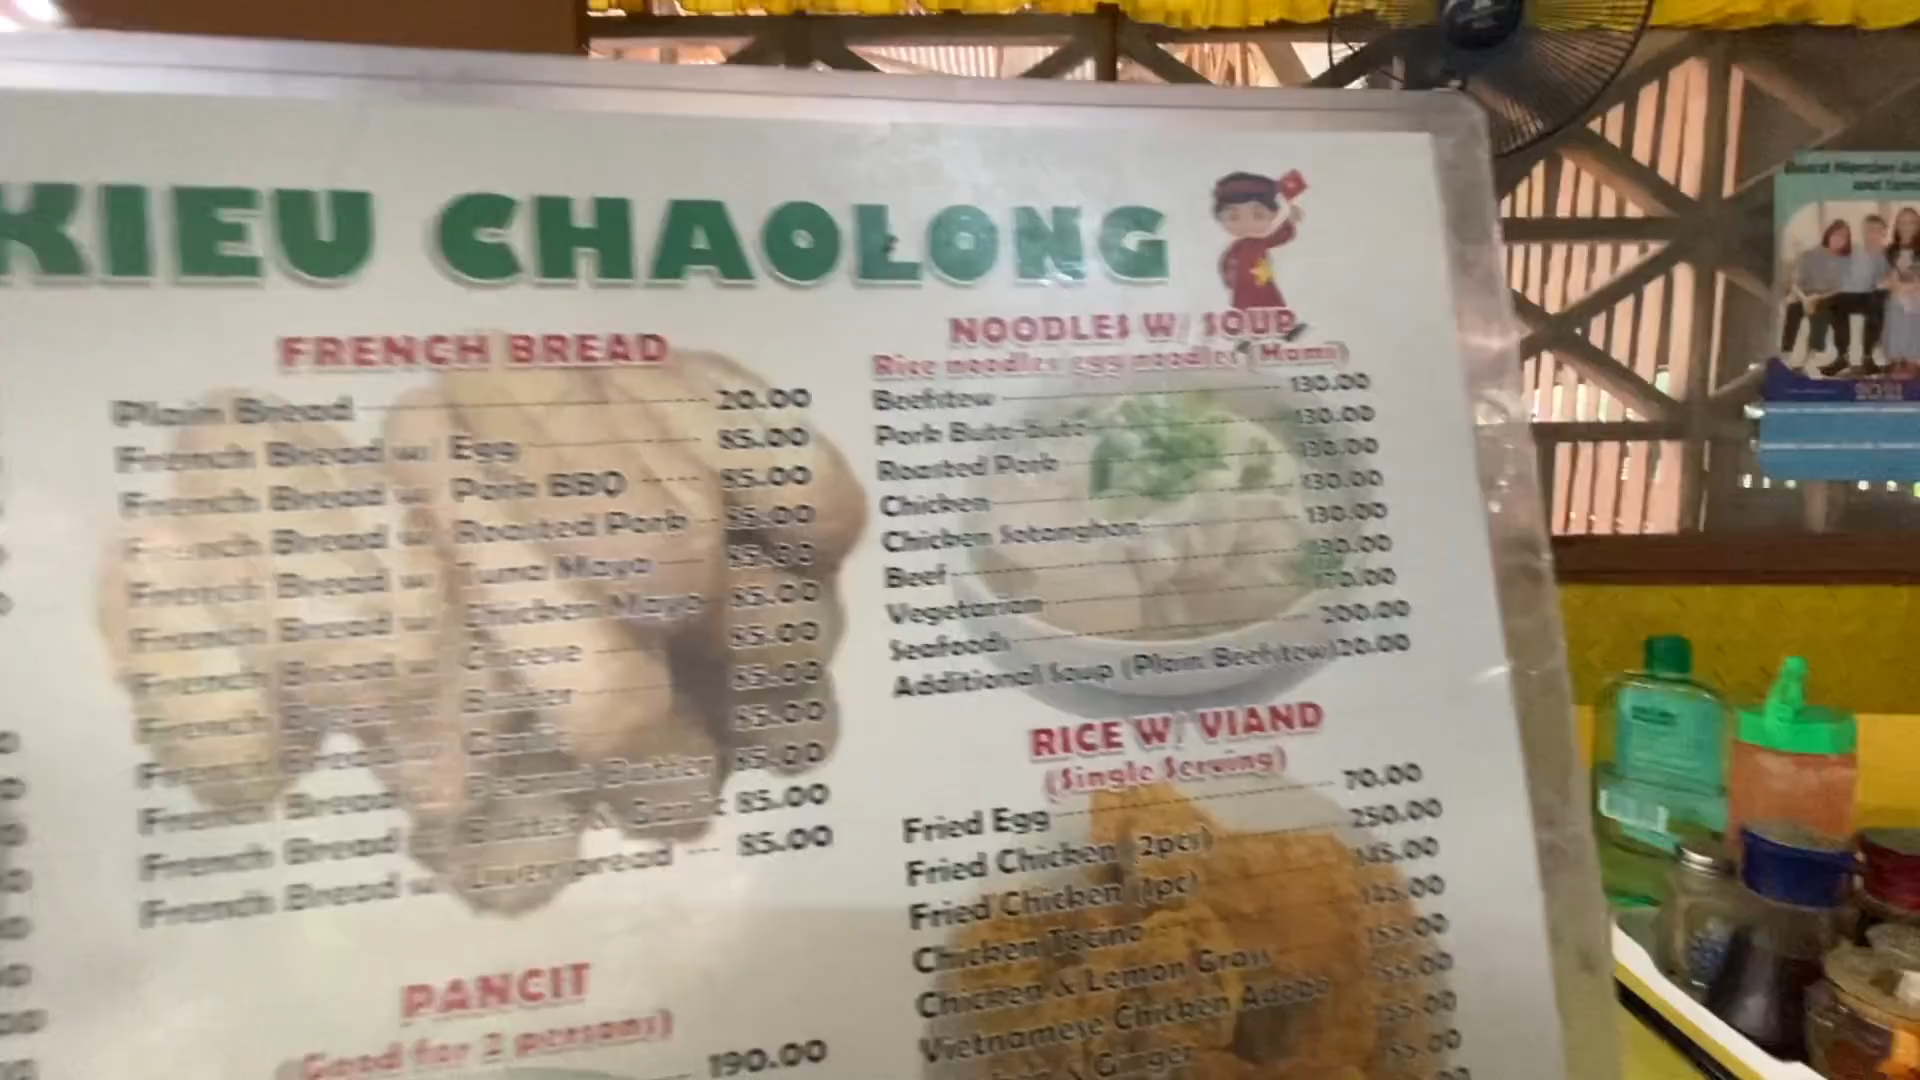 KIEU CHAOLONG
FRENCH BREAD
Plain Bread 20.00
French Bread w/ Egg 85.00
French Bread w/ Pork BBQ 85.00
French Bread w/ Roasted Pork 85.00
French Bread w/ Tuna Mayo 85.00
French Bread w/ Chicken Mayo 85.00
French Bread w/ Cheese 85.00
French Bread w/ Butter 85.00
French Bread w/ 85.00
French Bread w/ Peanut Butter 85.00
French Bread w/ Butter & Garlic 85.00
French Bread w/ Liver spread 85.00
PANCIT
(Good for 2 persons)
190.00
NOODLES W/ SOUP
Rice noodles egg noodles (Mami)
Beefstew 130.00
Pork Buto-Buto 130.00
Roasted Pork 130.00
Chicken 130.00
Chicken Sotanghon 130.00
Beef 130.00
Vegetarian 170.00
Seafoods 200.00
Additional Soup (Plain Beefstew) 20.00
RICE W/ VIAND
(Single Serving)
Fried Egg 70.00
Fried Chicken (2pcs) 250.00
Fried Chicken (1pc) 145.00
Chicken Tocino 145.00
Chicken & Lemon Grass 155.00
Vietnamese Chicken Adobo 155.00
& Ginger 155.00